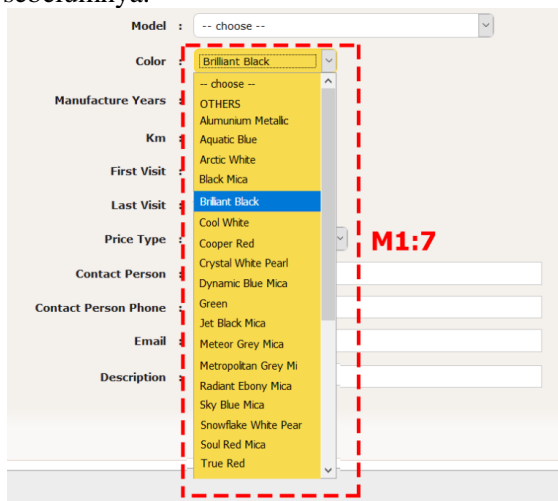 sebelumnya.
Model : -- choose --
Color : Brilliant Black
-- choose --
Manufacture Years : OTHERS
Alumunium Metalic
Km : Aquatic Blue
Arctic White
First Visit : Black Mica
Last Visit : Brilliant Black
Cool White
Price Type : Cooper Red
M1:7
Crystal White Pearl
Contact Person : Dynamic Blue Mica
Contact Person Phone : Green
Jet Black Mica
Email : Meteor Grey Mica
Metropolitan Grey Mi
Description : Radiant Ebony Mica
Sky Blue Mica
Snowflake White Pear
Soul Red Mica
True Red